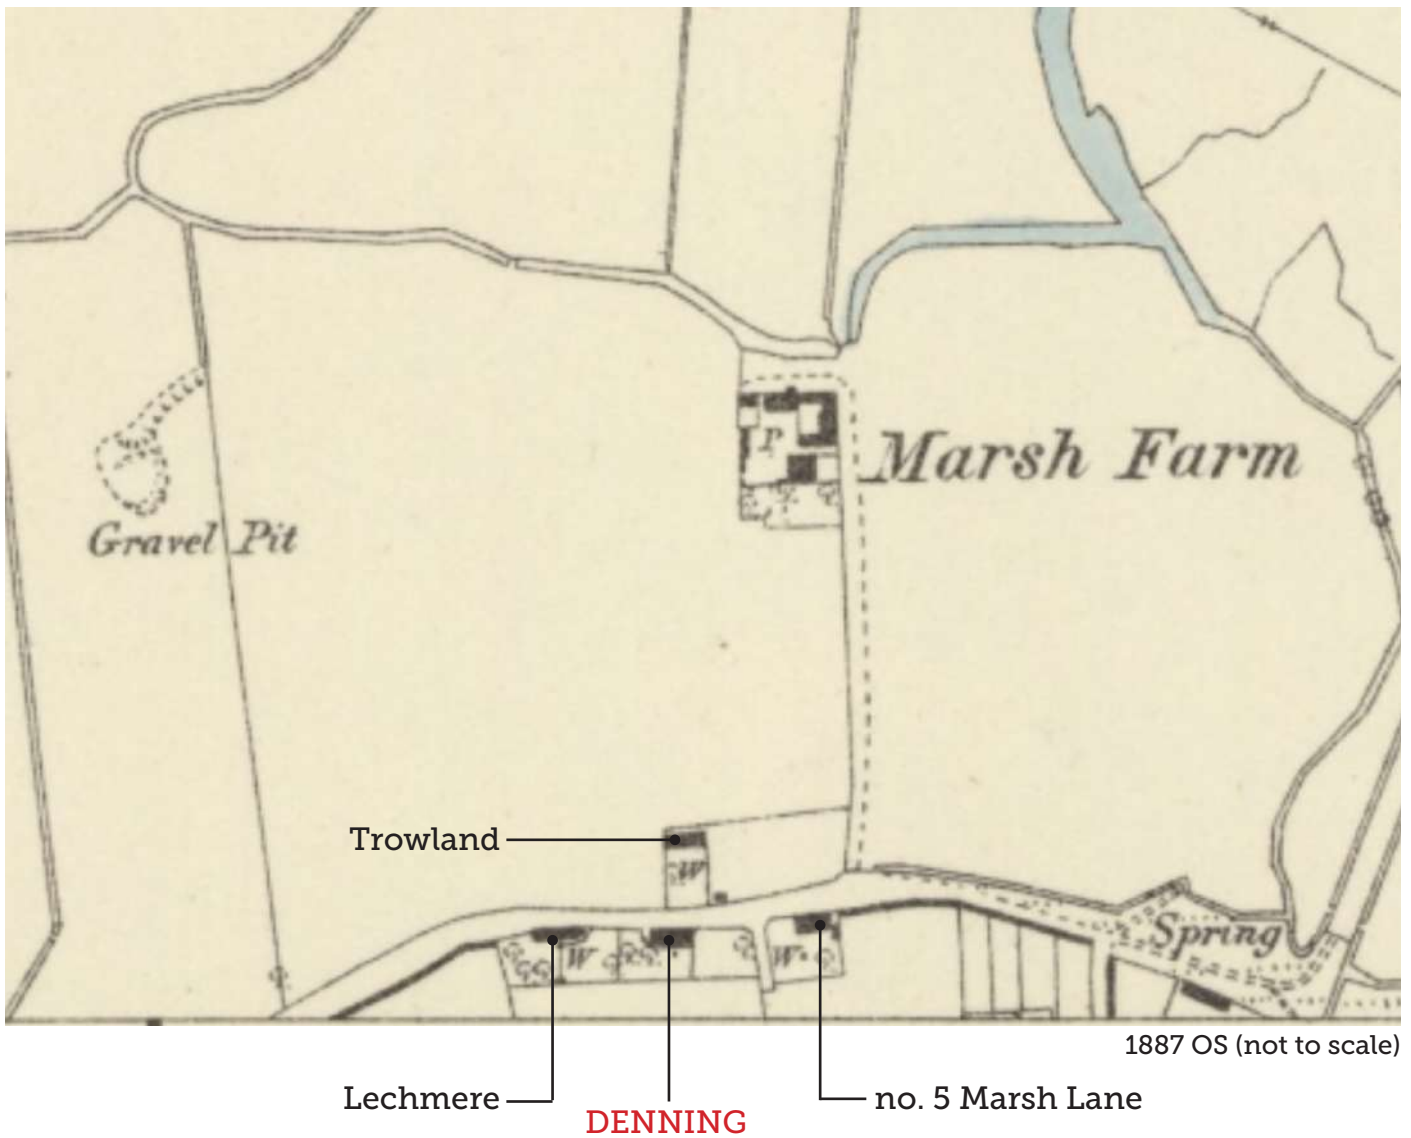 P
Marsh Farm
Gravel Pit
Trowland
W
Spring
W
W
1887 OS (not to scale)
Lechmere
DENNING
no. 5 Marsh Lane